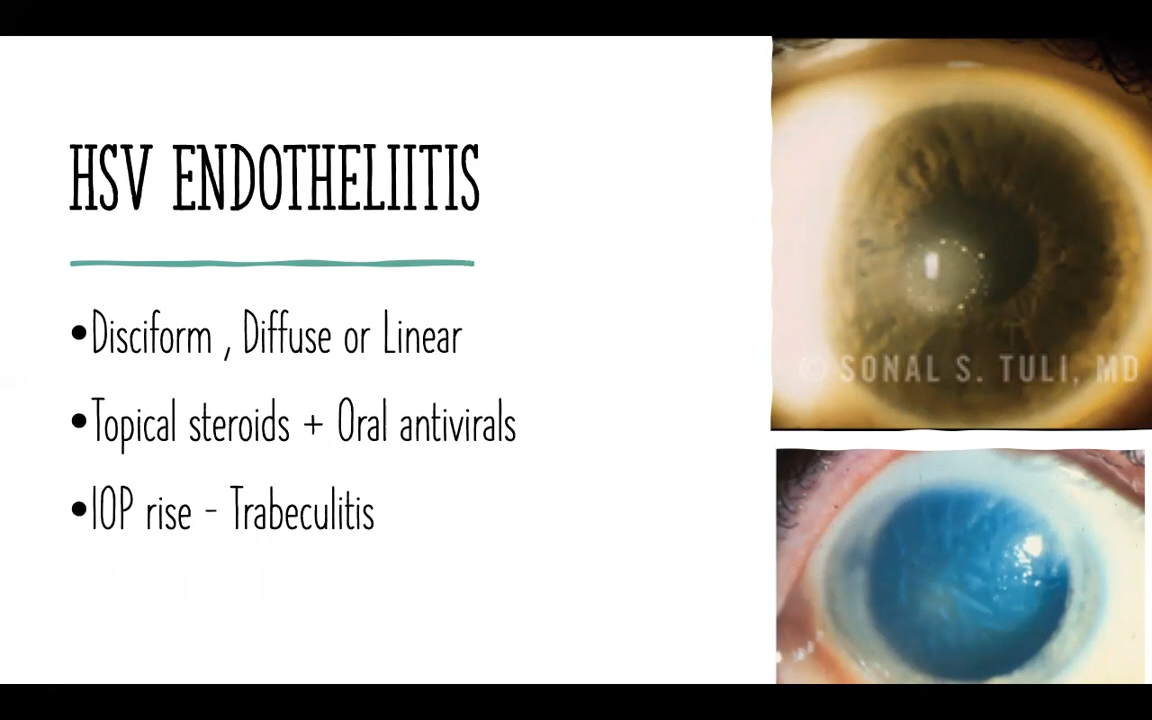 HSV ENDOTHELIITIS
•Disciform , Diffuse or Linear
•Topical steroids + Oral antivirals
•IOP rise - Trabeculitis
© SONAL S. TULI, MD